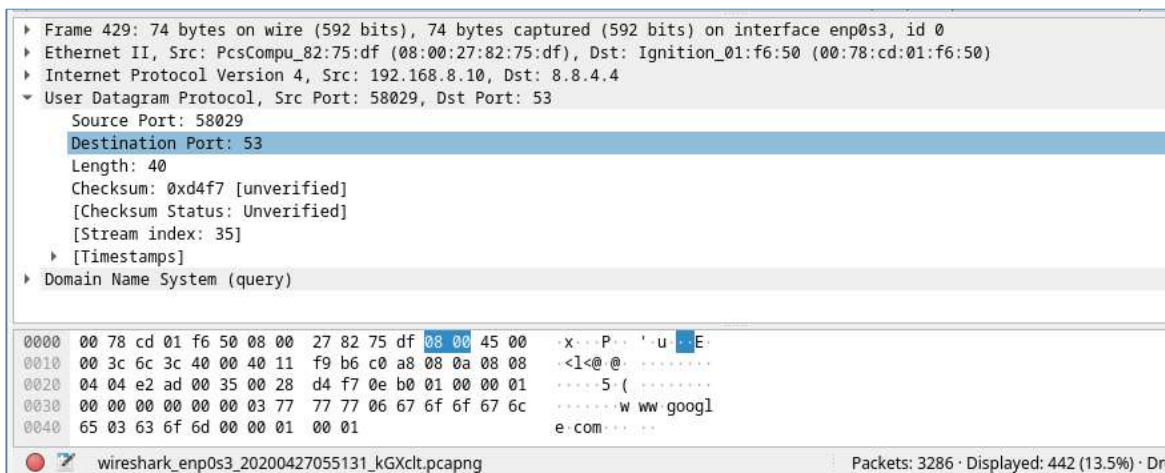 Frame 429: 74 bytes on wire (592 bits), 74 bytes captured (592 bits) on interface enp0s3, id 0
Ethernet II, Src: PcsCompu_82:75:df (08:00:27:82:75:df), Dst: Ignition_01:f6:50 (00:78:cd:01:f6:50)
Internet Protocol Version 4, Src: 192.168.8.10, Dst: 8.8.4.4
User Datagram Protocol, Src Port: 58029, Dst Port: 53
Source Port: 58029
Destination Port: 53
Length: 40
Checksum: 0xd4f7 [unverified]
[Checksum Status: Unverified]
[Stream index: 35]
[Timestamps]
Domain Name System (query)
0000 00 78 cd 01 f6 50 08 00 27 82 75 df 08 00 45 00 ·x···P·· '·u···E·
0010 00 3c 6c 3c 40 00 40 11 f9 b6 c0 a8 08 0a 08 08 ·<l<@·@· ········
0020 04 04 e2 ad 00 35 00 28 d4 f7 0e b0 01 00 00 01 ·····5·( ········
0030 00 00 00 00 00 00 03 77 77 77 06 67 6f 6f 67 6c ·······w ww·googl
0040 65 03 63 6f 6d 00 00 01 00 01 e·com··· ··
wireshark_enp0s3_20200427055131_kGXclt.pcapng Packets: 3286 · Displayed: 442 (13.5%) · Dr